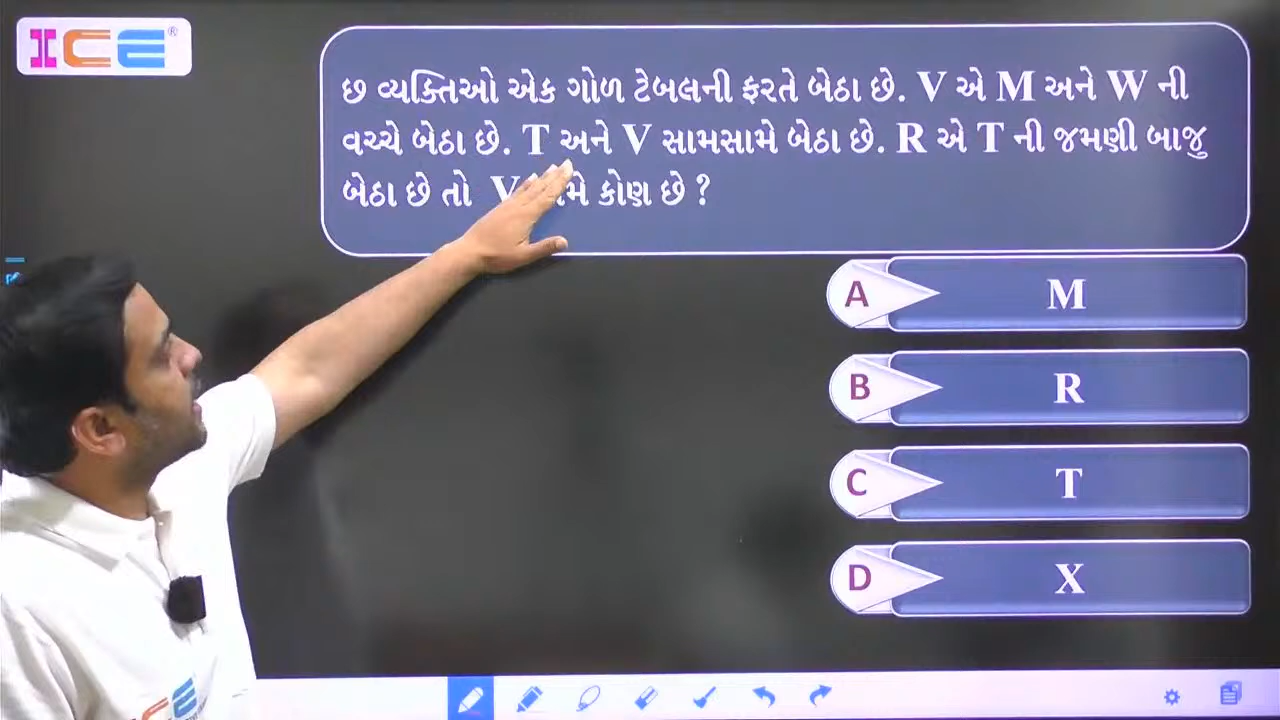 ICE®
છ વ્યક્તિઓ એક ગોળ ટેબલની ફરતે બેઠા છે. V એ M અને W ની
વચ્ચે બેઠા છે. T અને V સામસામે બેઠા છે. R એ T ની જમણી બાજુ
બેઠા છે તો V કોણ છે ?
A M
B R
C T
D X